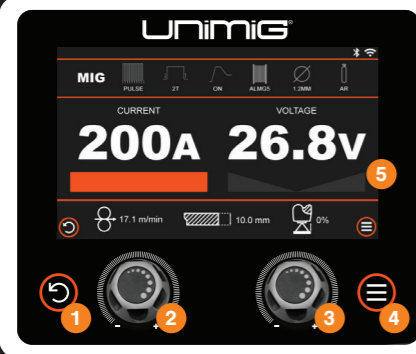 UNIMIG
MIG
PULSE
2T
ON
ALMG5
1.2MM
AR
CURRENT
VOLTAGE
200A
26.8V
5
17.1 m/min
10.0 mm
0%
- +
- +
1
2
3
4